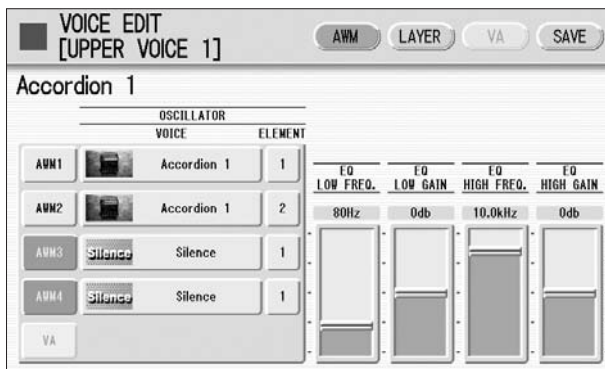 VOICE EDIT
[UPPER VOICE 1]
AWM LAYER VA SAVE
Accordion 1
OSCILLATOR
VOICE ELEMENT
AWM1 Accordion 1 1
AWM2 Accordion 1 2
AWM3 Silence Silence 1
AWM4 Silence Silence 1
VA
EQ EQ EQ EQ
LOW FREQ. LOW GAIN HIGH FREQ. HIGH GAIN
80Hz 0db 10.0kHz 0db